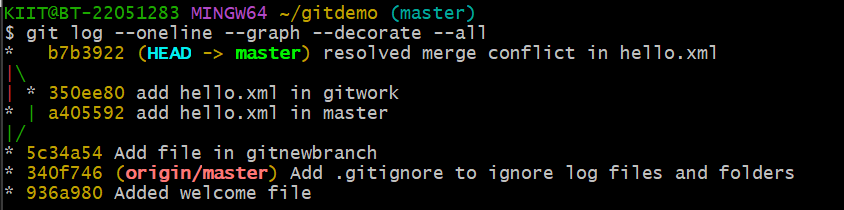 KIIT@BT-22051283 MINGW64 ~/gitdemo (master)
$ git log --oneline --graph --decorate --all
*   b7b3922 (HEAD -> master) resolved merge conflict in hello.xml
|\
| * 350ee80 add hello.xml in gitwork
* | a405592 add hello.xml in master
|/
* 5c34a54 Add file in gitnewbranch
* 340f746 (origin/master) Add .gitignore to ignore log files and folders
* 936a980 Added welcome file